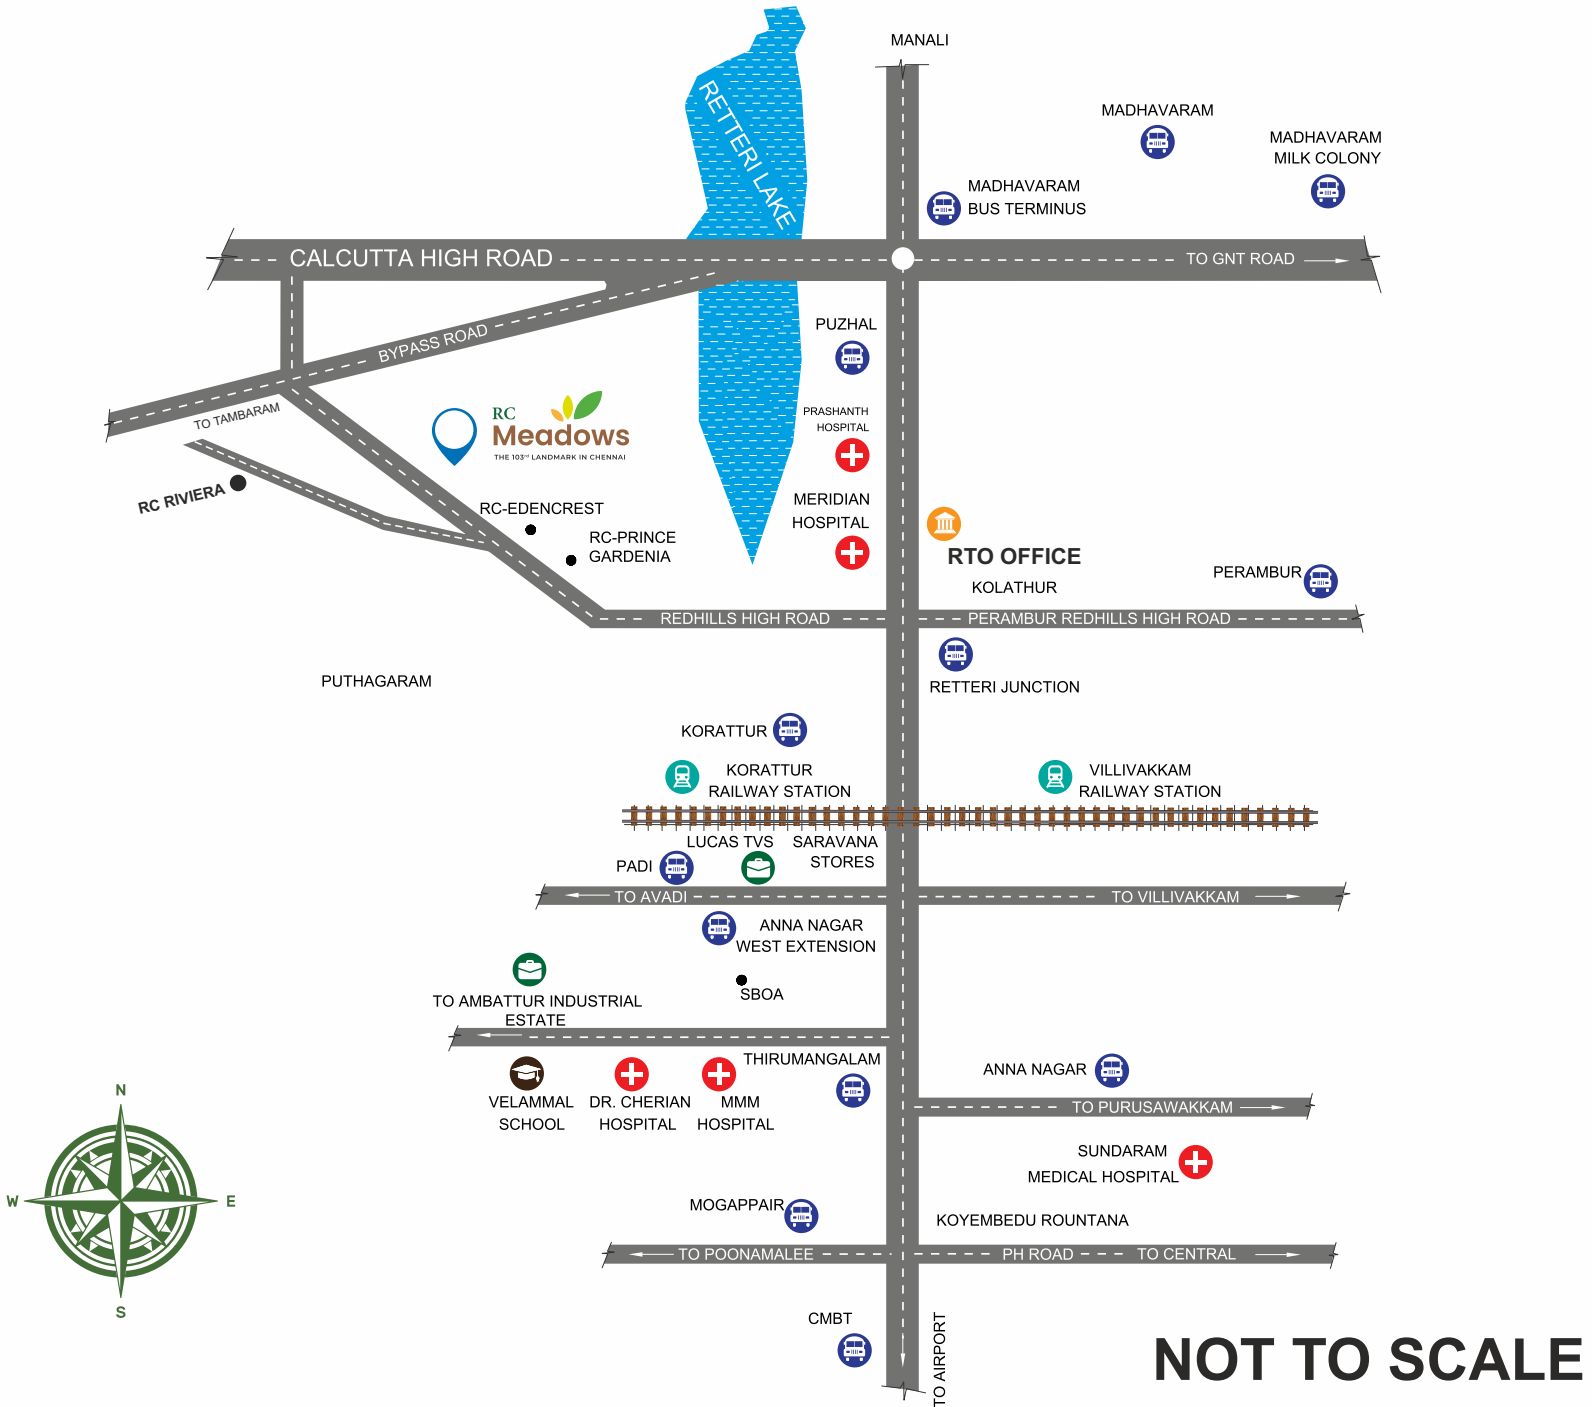 MANALI
MADHAVARAM
MADHAVARAM
MILK COLONY
MADHAVARAM
BUS TERMINUS
RETTERI LAKE
CALCUTTA HIGH ROAD
TO GNT ROAD
PUZHAL
BYPASS ROAD
TO TAMBARAM
RC
Meadows
THE 103rd LANDMARK IN CHENNAI
PRASHANTH
HOSPITAL
RC RIVIERA
RC-EDENCREST
RC-PRINCE
GARDENIA
MERIDIAN
HOSPITAL
RTO OFFICE
KOLATHUR
PERAMBUR
REDHILLS HIGH ROAD
PERAMBUR REDHILLS HIGH ROAD
RETTERI JUNCTION
PUTHAGARAM
KORATTUR
KORATTUR
RAILWAY STATION
VILLIVAKKAM
RAILWAY STATION
LUCAS TVS
SARAVANA
STORES
PADI
TO AVADI
TO VILLIVAKKAM
ANNA NAGAR
WEST EXTENSION
SBOA
TO AMBATTUR INDUSTRIAL
ESTATE
THIRUMANGALAM
VELAMMAL
SCHOOL
DR. CHERIAN
HOSPITAL
MMM
HOSPITAL
ANNA NAGAR
TO PURUSAWAKKAM
SUNDARAM
MEDICAL HOSPITAL
MOGAPPAIR
KOYEMBEDU ROUNTANA
TO POONAMALEE
PH ROAD
TO CENTRAL
CMBT
TO AIRPORT
N
W
E
S
NOT TO SCALE